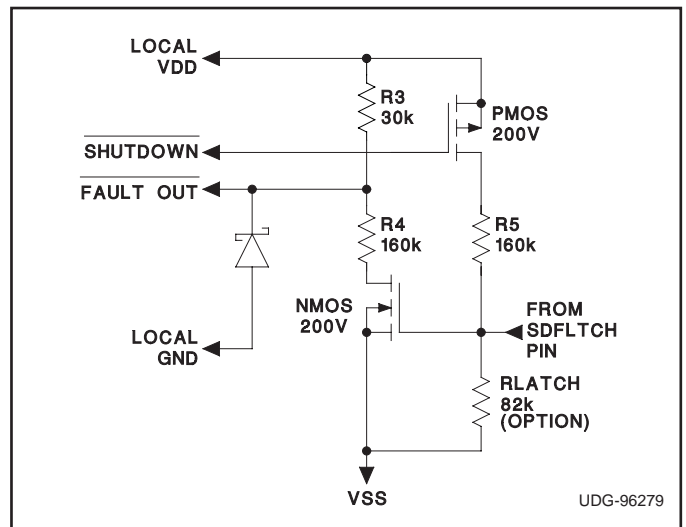 LOCAL
VDD
R3
30k
PMOS
200V
SHUTDOWN
FAULT OUT
R4
160k
R5
160k
NMOS
200V
FROM
SDFLTCH
PIN
LOCAL
GND
RLATCH
82k
(OPTION)
VSS
UDG-96279